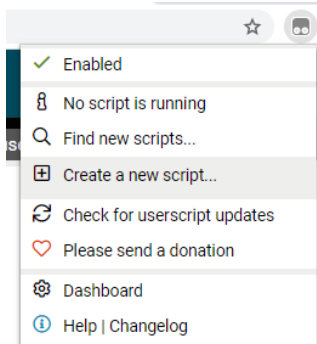 Enabled
No script is running
Find new scripts...
Create a new script...
Check for userscript updates
Please send a donation
Dashboard
Help | Changelog